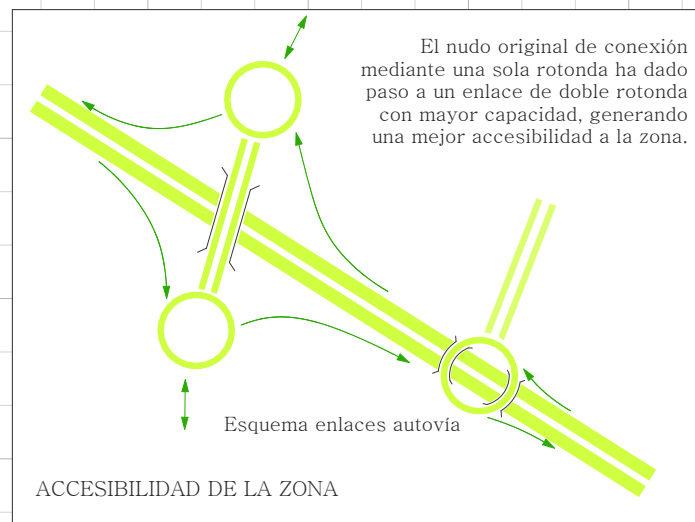 El nudo original de conexión
mediante una sola rotonda ha dado
paso a un enlace de doble rotonda
con mayor capacidad, generando
una mejor accesibilidad a la zona.
Esquema enlaces autovía
ACCESIBILIDAD DE LA ZONA